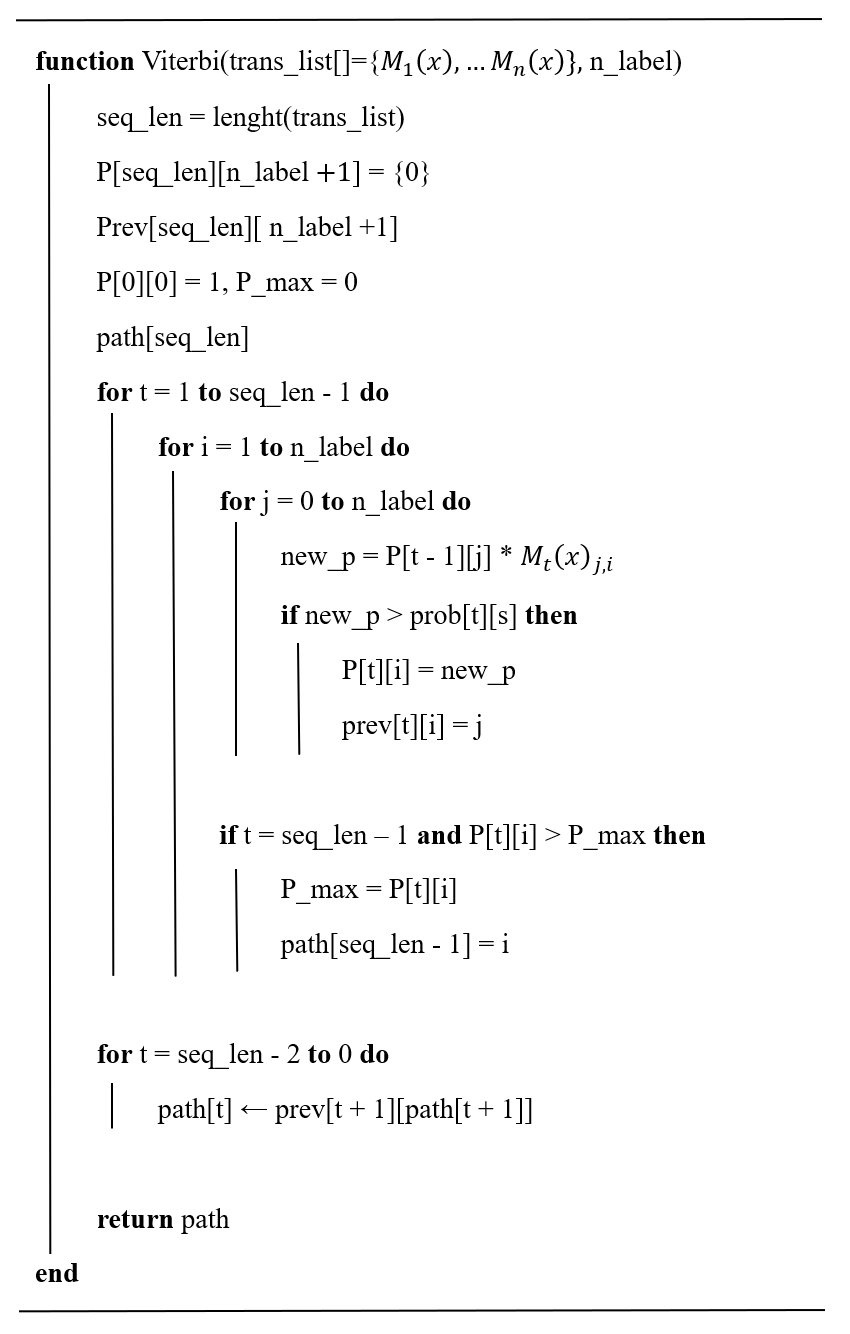 function Viterbi(trans_list[]={M₁(x), … Mₙ(x)}, n_label)
seq_len = lenght(trans_list)
P[seq_len][n_label +1] = {0}
Prev[seq_len][ n_label +1]
P[0][0] = 1, P_max = 0
path[seq_len]
for t = 1 to seq_len - 1 do
for i = 1 to n_label do
for j = 0 to n_label do
new_p = P[t - 1][j] * Mₜ(x)ⱼ,ᵢ
if new_p > prob[t][s] then
P[t][i] = new_p
prev[t][i] = j
if t = seq_len – 1 and P[t][i] > P_max then
P_max = P[t][i]
path[seq_len - 1] = i
for t = seq_len - 2 to 0 do
path[t] ← prev[t + 1][path[t + 1]]
return path
end